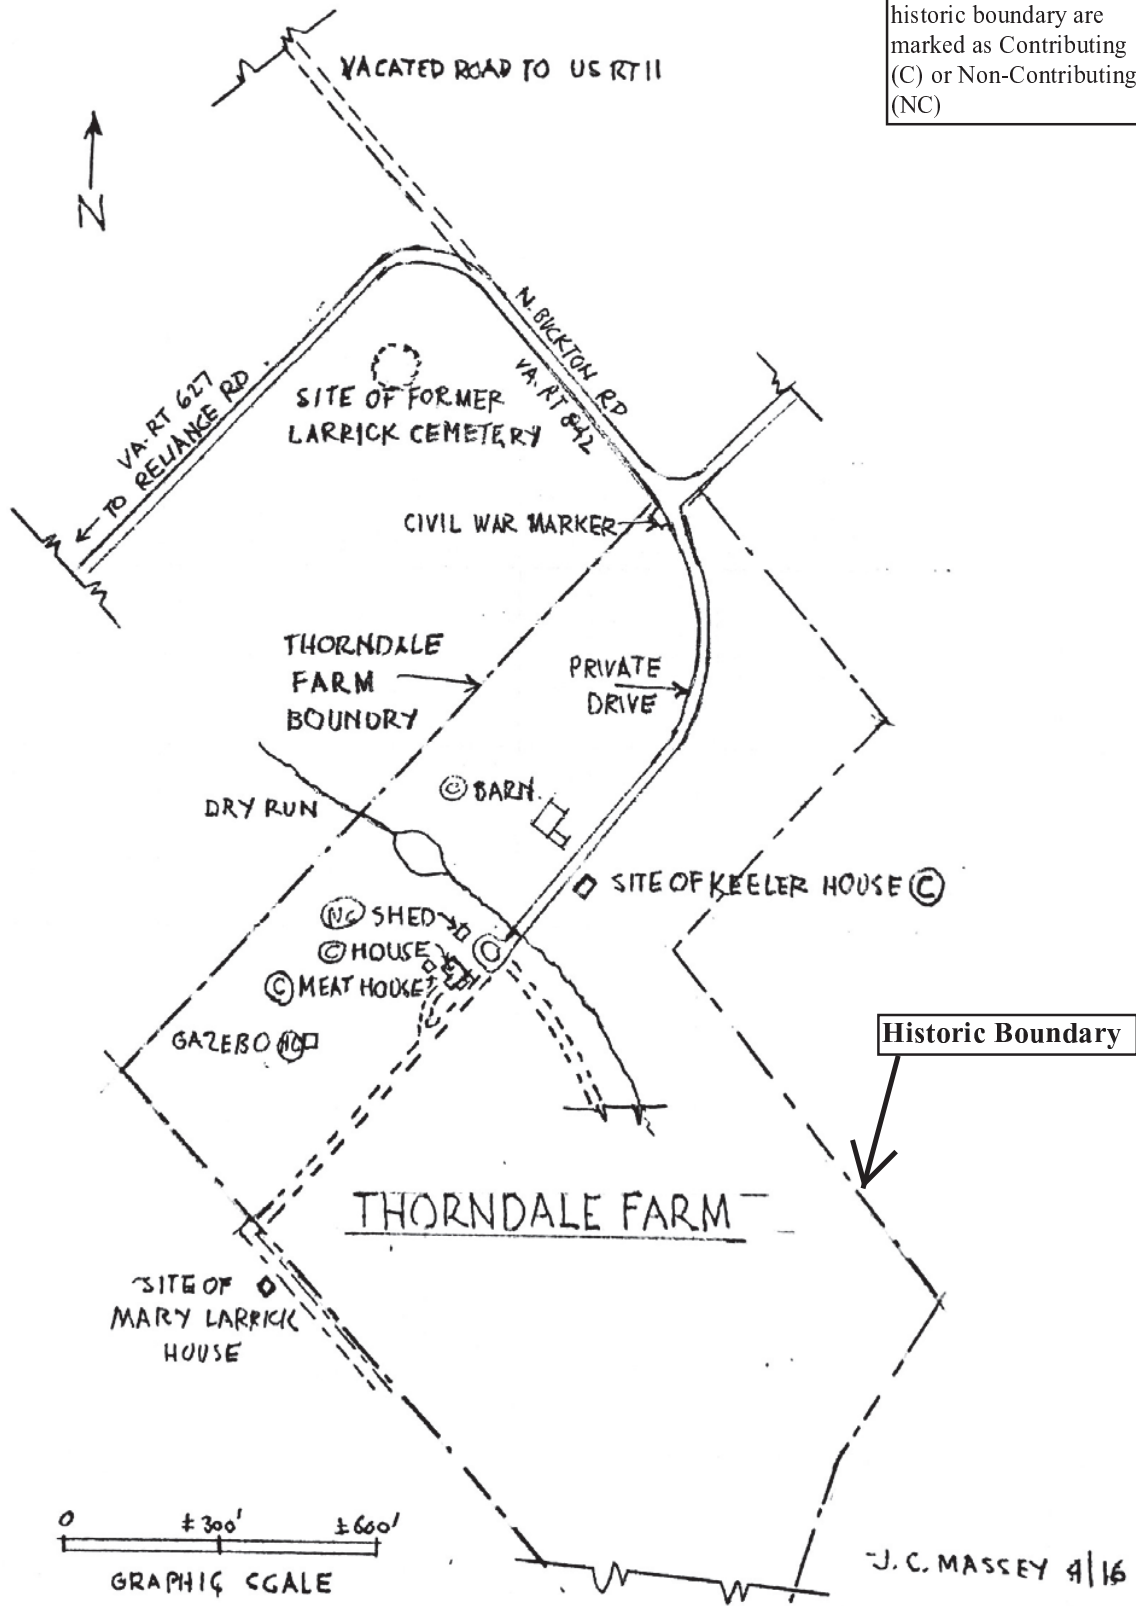 historic boundary are
marked as Contributing
(C) or Non-Contributing
(NC)
VACATED ROAD TO US RT 11
N
N. BUCKTON RD
VA. RT 842
VA. RT 627
TO RELIANCE RD
SITE OF FORMER
LARRICK CEMETERY
CIVIL WAR MARKER
THORNDALE
FARM
BOUNDRY
PRIVATE
DRIVE
© BARN
DRY RUN
SITE OF KEELER HOUSE ©
NC SHED
© HOUSE
© MEAT HOUSE
GAZEBO NC
Historic Boundary
THORNDALE FARM
SITE OF
MARY LARRICK
HOUSE
0 ±300' ±600'
GRAPHIC SCALE
J. C. MASSEY